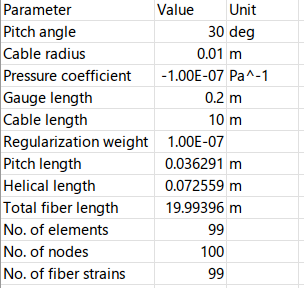 Parameter Value Unit
Pitch angle 30 deg
Cable radius 0.01 m
Pressure coefficient -1.00E-07 Pa^-1
Gauge length 0.2 m
Cable length 10 m
Regularization weight 1.00E-07
Pitch length 0.036291 m
Helical length 0.072559 m
Total fiber length 19.99396 m
No. of elements 99
No. of nodes 100
No. of fiber strains 99